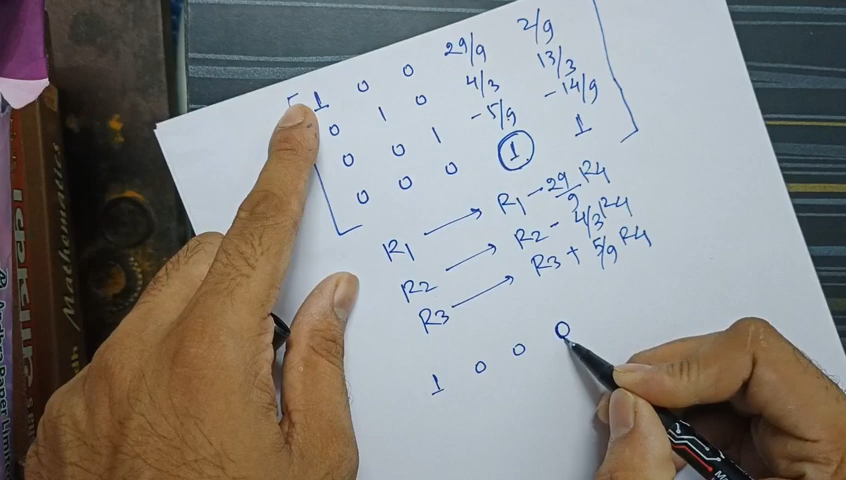 1 0 0 29/9 2/9
0 1 0 4/3 13/3
0 0 1 -5/9 -14/9
0 0 0 1 1
R1 → R1 - 29/9 R4
R2 → R2 - 4/3 R4
R3 → R3 + 5/9 R4
1 0 0 0
Mathematics